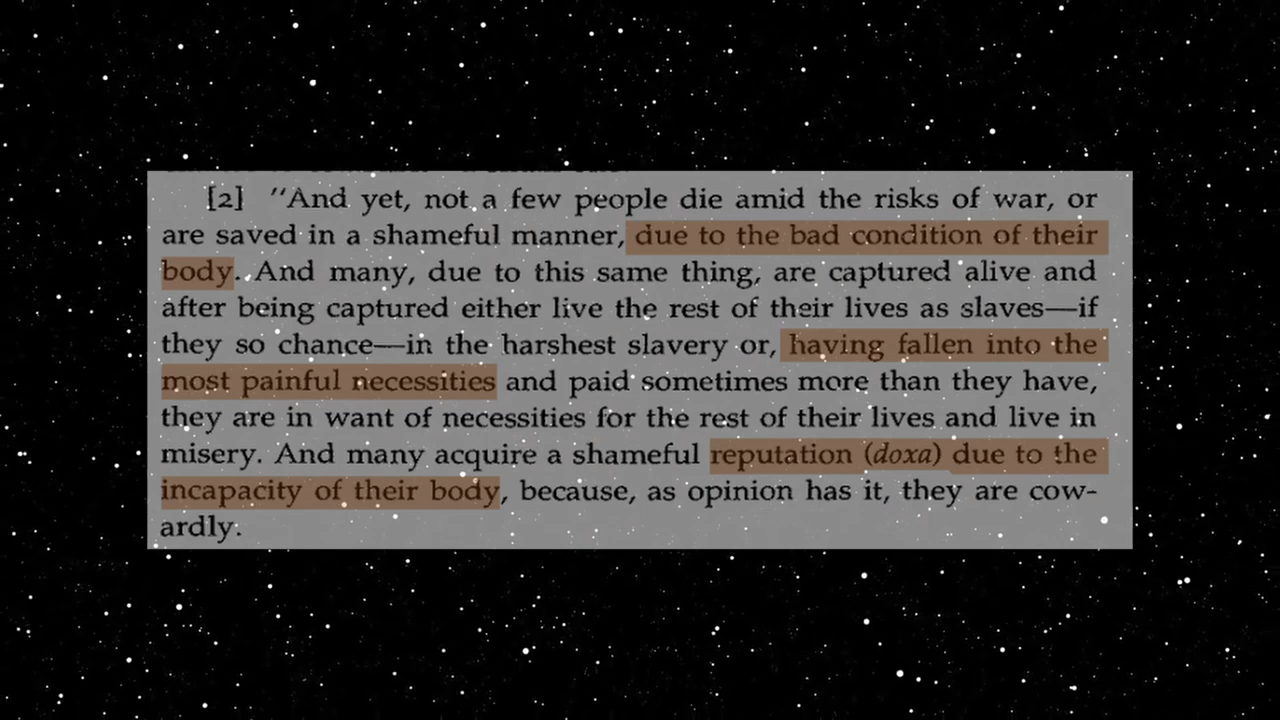 [2] "And yet, not a few people die amid the risks of war, or
are saved in a shameful manner, due to the bad condition of their
body. And many, due to this same thing, are captured alive and
after being captured either live the rest of their lives as slaves—if
they so chance—in the harshest slavery or, having fallen into the
most painful necessities and paid sometimes more than they have,
they are in want of necessities for the rest of their lives and live in
misery. And many acquire a shameful reputation (doxa) due to the
incapacity of their body, because, as opinion has it, they are cow-
ardly.